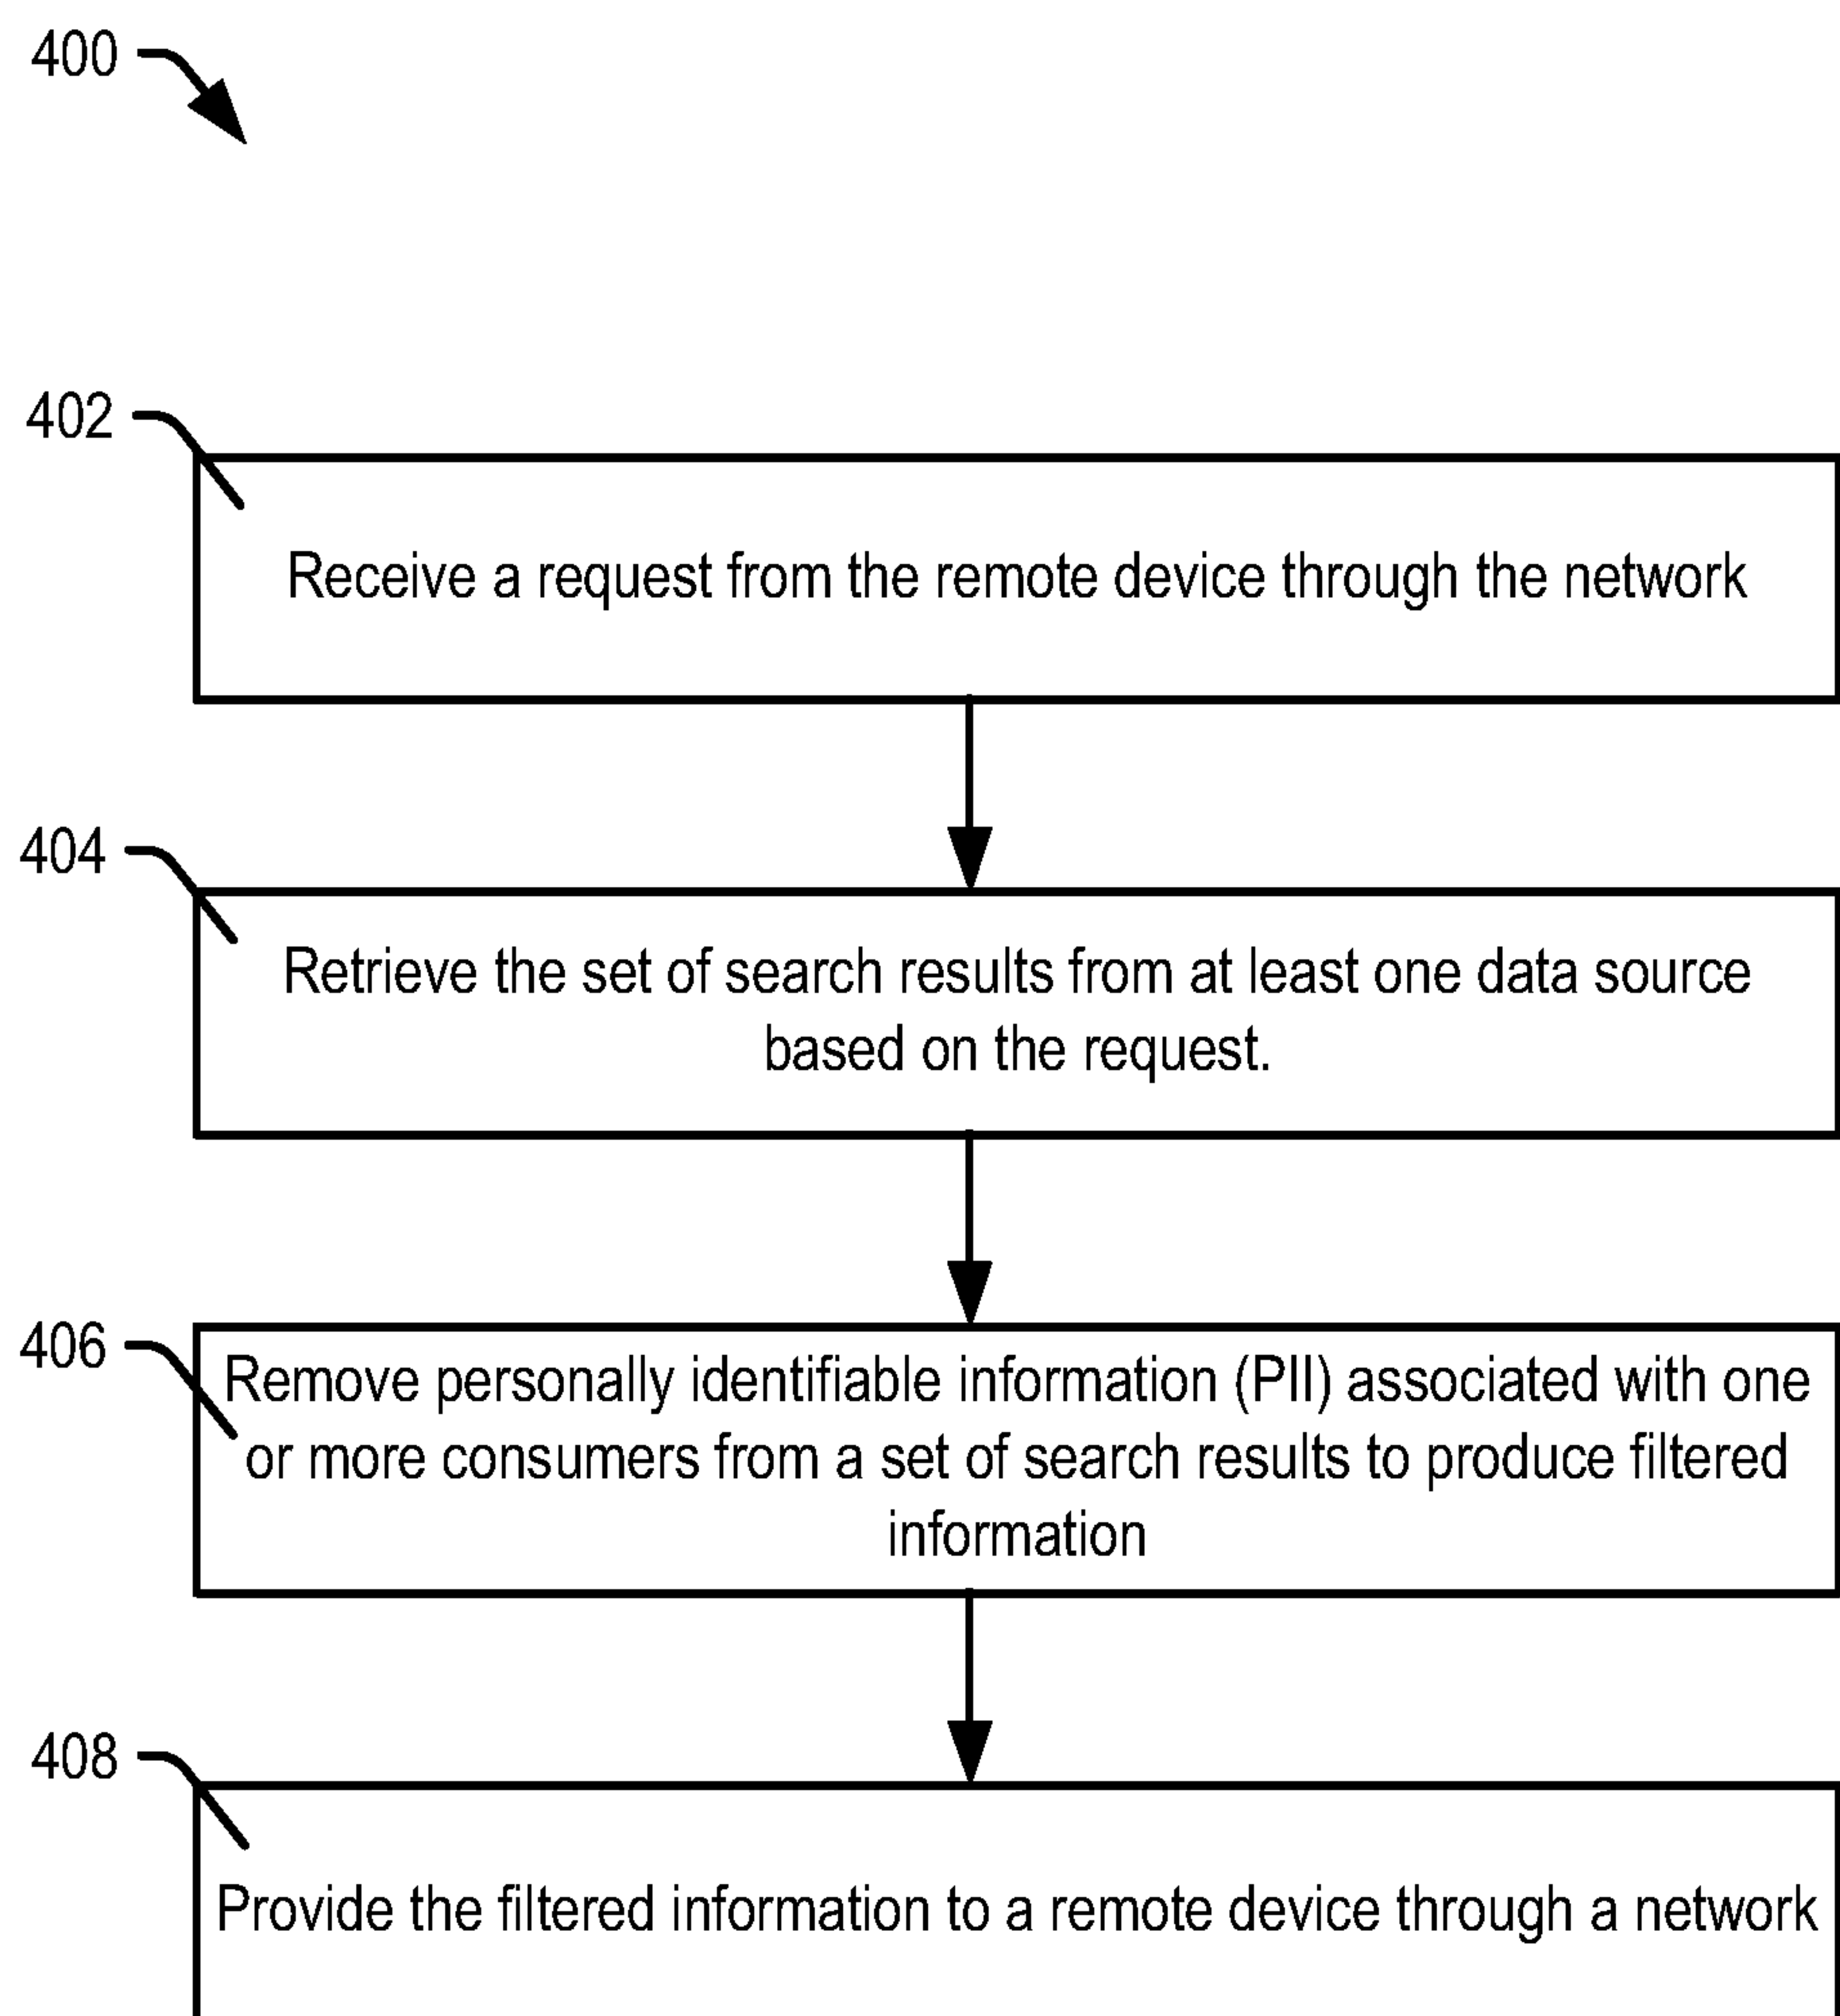 400
402
Receive a request from the remote device through the network
404
Retrieve the set of search results from at least one data source
based on the request.
406
Remove personally identifiable information (PII) associated with one
or more consumers from a set of search results to produce filtered
information
408
Provide the filtered information to a remote device through a network